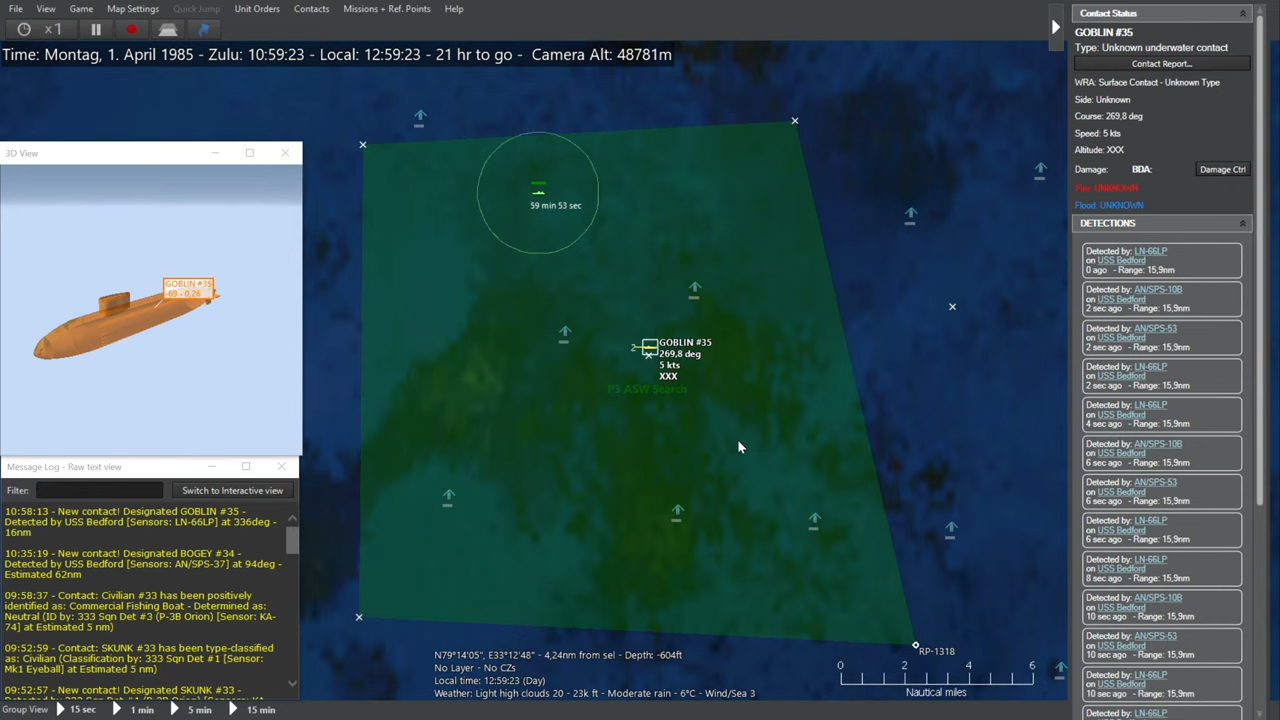 File View Game Map Settings Quick Jump Unit Orders Contacts Missions + Ref. Points Help
x1
Time: Montag, 1. April 1985 - Zulu: 10:59:23 - Local: 12:59:23 - 21 hr to go - Camera Alt: 48781m
3D View
GOBLIN #35
-69 - 0,26
59 min 53 sec
2
GOBLIN #35
269,8 deg
5 kts
XXX
P3 ASW Search
RP-1318
N79°14'05", E33°12'48" - 4,24nm from sel - Depth: -604ft
No Layer - No CZs
Local time: 12:59:23 (Day)
Weather: Light high clouds 20 - 23k ft - Moderate rain - 6°C - Wind/Sea 3
0 2 4 6
Nautical miles
Message Log - Raw text view
Filter: Switch to Interactive view
10:58:13 - New contact! Designated GOBLIN #35 -
Detected by USS Bedford [Sensors: LN-66LP] at 336deg -
16nm
10:35:19 - New contact! Designated BOGEY #34 -
Detected by USS Bedford [Sensors: AN/SPS-37] at 94deg -
Estimated 62nm
09:58:37 - Contact: Civilian #33 has been positively
identified as: Commercial Fishing Boat - Determined as:
Neutral (ID by: 333 Sqn Det #3 (P-3B Orion) [Sensor: KA-
74] at Estimated 5 nm)
09:52:59 - Contact: SKUNK #33 has been type-classified
as: Civilian (Classification by: 333 Sqn Det #1 [Sensor:
Mk1 Eyeball] at Estimated 5 nm)
09:52:57 - New contact! Designated SKUNK #33 -
Group View 15 sec 1 min 5 min 15 min
Contact Status
GOBLIN #35
Type: Unknown underwater contact
Contact Report...
WRA: Surface Contact - Unknown Type
Side: Unknown
Course: 269,8 deg
Speed: 5 kts
Altitude: XXX
Damage: BDA: Damage Ctrl
Fire: UNKNOWN
Flood: UNKNOWN
DETECTIONS
Detected by: LN-66LP
on USS Bedford
0 ago - Range: 15,9nm
Detected by: AN/SPS-10B
on USS Bedford
2 sec ago - Range: 15,9nm
Detected by: AN/SPS-53
on USS Bedford
2 sec ago - Range: 15,9nm
Detected by: LN-66LP
on USS Bedford
2 sec ago - Range: 15,9nm
Detected by: LN-66LP
on USS Bedford
4 sec ago - Range: 15,9nm
Detected by: AN/SPS-10B
on USS Bedford
6 sec ago - Range: 15,9nm
Detected by: AN/SPS-53
on USS Bedford
6 sec ago - Range: 15,9nm
Detected by: LN-66LP
on USS Bedford
6 sec ago - Range: 15,9nm
Detected by: LN-66LP
on USS Bedford
8 sec ago - Range: 15,9nm
Detected by: AN/SPS-10B
on USS Bedford
10 sec ago - Range: 15,9nm
Detected by: AN/SPS-53
on USS Bedford
10 sec ago - Range: 15,9nm
Detected by: LN-66LP
on USS Bedford
10 sec ago - Range: 15,9nm
Detected by: LN-66LP